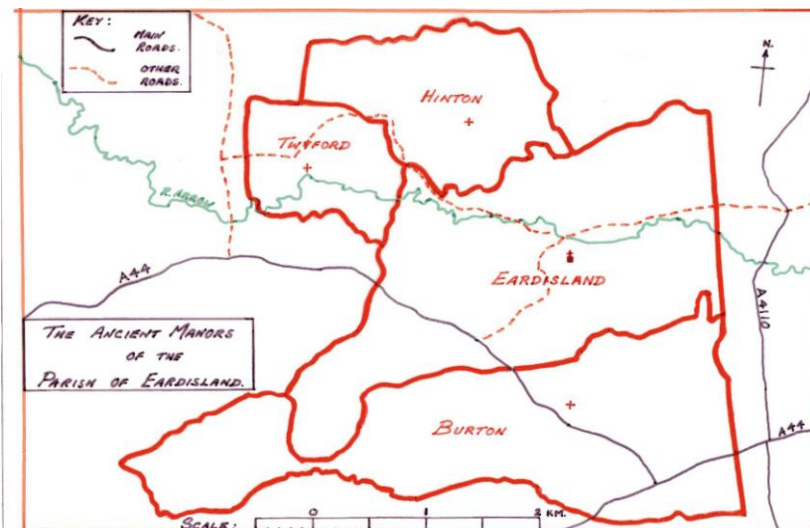 KEY:
MAIN
ROADS.
OTHER
ROADS.
N.
HINTON
TWYFORD
R. ARROW
EARDISLAND
A44
A4110
THE ANCIENT MANORS
OF THE
PARISH OF EARDISLAND.
BURTON
A44
SCALE:
0 1 2 KM.